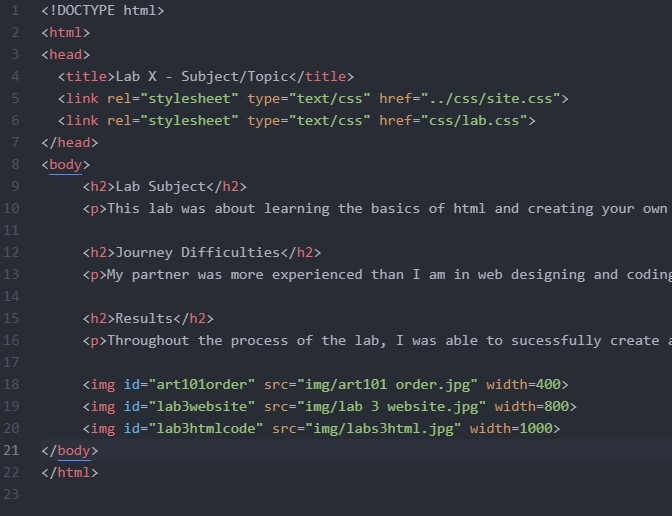 1 <!DOCTYPE html>
2 <html>
3 <head>
4 <title>Lab X - Subject/Topic</title>
5 <link rel="stylesheet" type="text/css" href="../css/site.css">
6 <link rel="stylesheet" type="text/css" href="css/lab.css">
7 </head>
8 <body>
9 <h2>Lab Subject</h2>
10 <p>This lab was about learning the basics of html and creating your own
11
12 <h2>Journey Difficulties</h2>
13 <p>My partner was more experienced than I am in web designing and coding
14
15 <h2>Results</h2>
16 <p>Throughout the process of the lab, I was able to sucessfully create a
17
18 <img id="art101order" src="img/art101 order.jpg" width=400>
19 <img id="lab3website" src="img/lab 3 website.jpg" width=800>
20 <img id="lab3htmlcode" src="img/labs3html.jpg" width=1000>
21 </body>
22 </html>
23